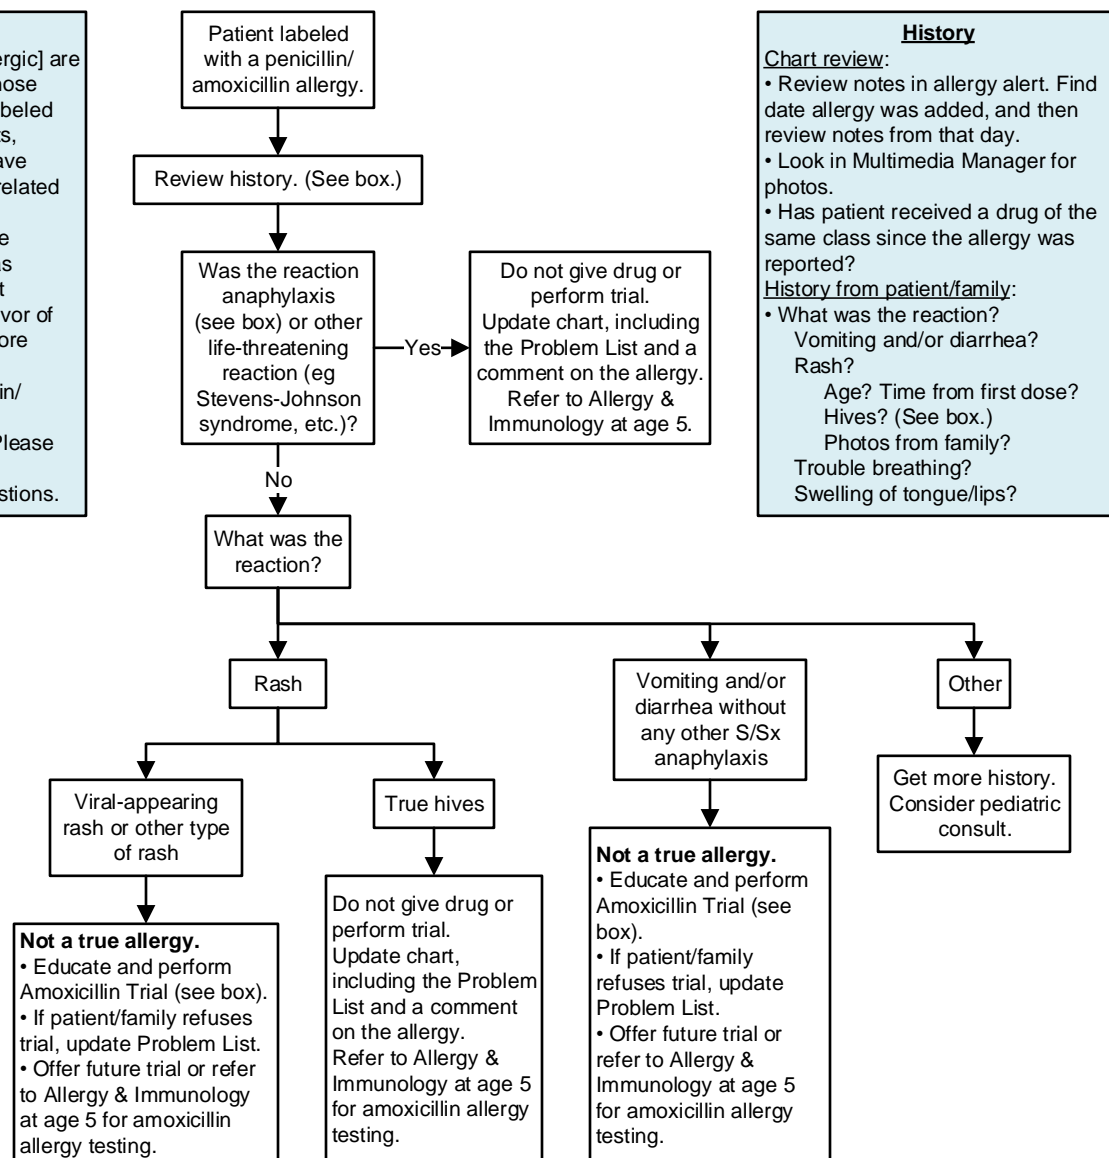 ergic] are
nose
beled
ts,
ave
related
e
as
t
vor of
ore
in/
Please
stions.
Patient labeled
with a penicillin/
amoxicillin allergy.
Review history. (See box.)
Was the reaction
anaphylaxis
(see box) or other
life-threatening
reaction (eg
Stevens-Johnson
syndrome, etc.)?
Yes
Do not give drug or
perform trial.
Update chart, including
the Problem List and a
comment on the allergy.
Refer to Allergy &
Immunology at age 5.
History
Chart review:
• Review notes in allergy alert. Find
date allergy was added, and then
review notes from that day.
• Look in Multimedia Manager for
photos.
• Has patient received a drug of the
same class since the allergy was
reported?
History from patient/family:
• What was the reaction?
Vomiting and/or diarrhea?
Rash?
Age? Time from first dose?
Hives? (See box.)
Photos from family?
Trouble breathing?
Swelling of tongue/lips?
No
What was the
reaction?
Rash
Vomiting and/or
diarrhea without
any other S/Sx
anaphylaxis
Other
Viral-appearing
rash or other type
of rash
True hives
Get more history.
Consider pediatric
consult.
Not a true allergy.
• Educate and perform
Amoxicillin Trial (see box).
• If patient/family refuses
trial, update Problem List.
• Offer future trial or refer
to Allergy & Immunology
at age 5 for amoxicillin
allergy testing.
Do not give drug or
perform trial.
Update chart,
including the Problem
List and a comment
on the allergy.
Refer to Allergy &
Immunology at age 5
for amoxicillin allergy
testing.
Not a true allergy.
• Educate and perform
Amoxicillin Trial (see
box).
• If patient/family
refuses trial, update
Problem List.
• Offer future trial or
refer to Allergy &
Immunology at age 5
for amoxicillin allergy
testing.